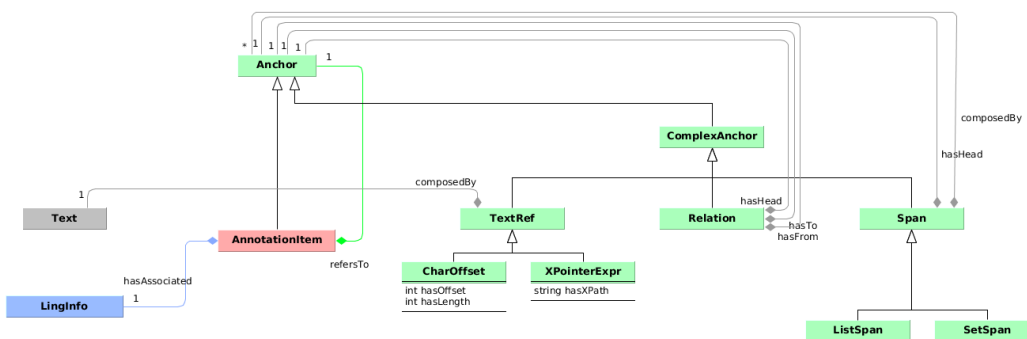 * 1 1 1 1 1
Anchor
composedBy
ComplexAnchor
hasHead
composedBy
1
hasHead
Text
TextRef
Relation
Span
hasTo
AnnotationItem
hasFrom
refersTo
CharOffset
XPointerExpr
hasAssociated
int hasOffset
string hasXPath
int hasLength
1
LingInfo
ListSpan
SetSpan